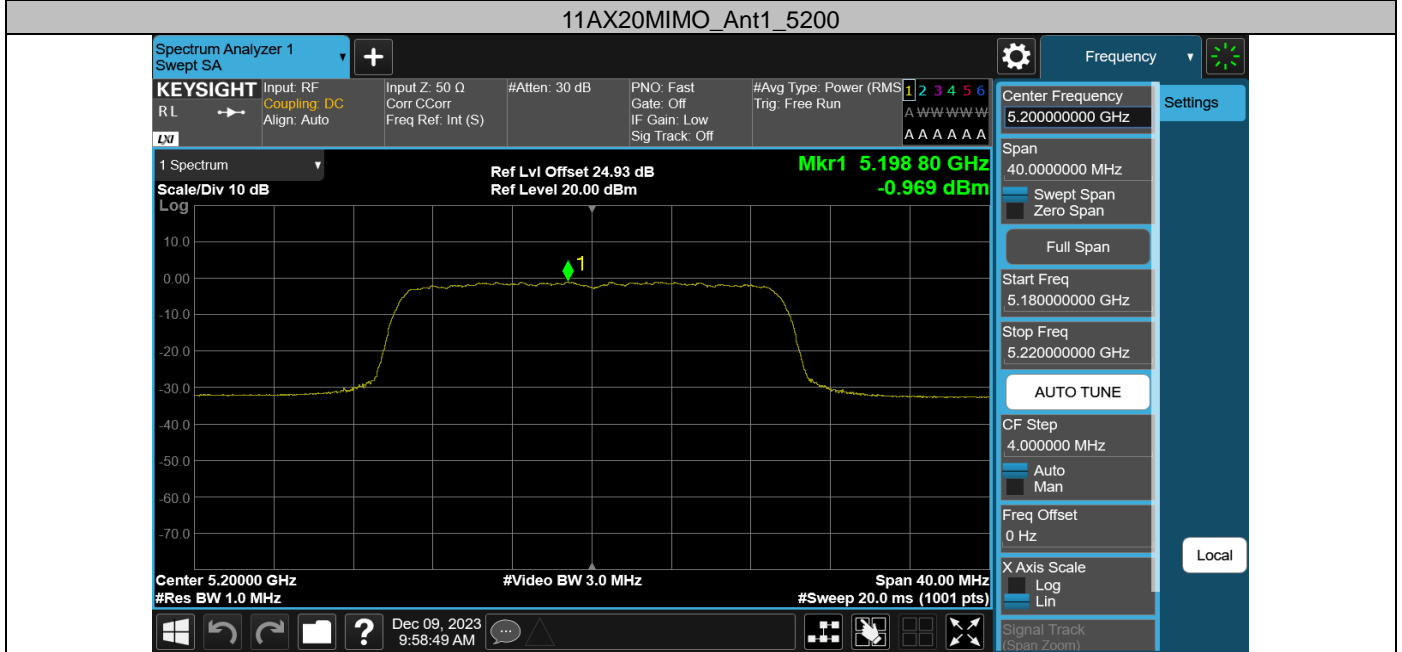 11AX20MIMO_Ant1_5200
Spectrum Analyzer 1
Swept SA
+
Frequency
KEYSIGHT
RL
LXI
Input: RF
Coupling: DC
Align: Auto
Input Z: 50 Ω
Corr CCorr
Freq Ref: Int (S)
#Atten: 30 dB
PNO: Fast
Gate: Off
IF Gain: Low
Sig Track: Off
#Avg Type: Power (RMS
Trig: Free Run
1 2 3 4 5 6
A W W W W W
A A A A A A
1 Spectrum
Scale/Div 10 dB
Log
Ref Lvl Offset 24.93 dB
Ref Level 20.00 dBm
Mkr1 5.198 80 GHz
-0.969 dBm
1
10.0
0.00
-10.0
-20.0
-30.0
-40.0
-50.0
-60.0
-70.0
Center 5.20000 GHz
#Res BW 1.0 MHz
#Video BW 3.0 MHz
Span 40.00 MHz
#Sweep 20.0 ms (1001 pts)
?
Dec 09, 2023
9:58:49 AM
Center Frequency
5.200000000 GHz
Settings
Span
40.0000000 MHz
Swept Span
Zero Span
Full Span
Start Freq
5.180000000 GHz
Stop Freq
5.220000000 GHz
AUTO TUNE
CF Step
4.000000 MHz
Auto
Man
Freq Offset
0 Hz
X Axis Scale
Log
Lin
Local
Signal Track
(Span Zoom)